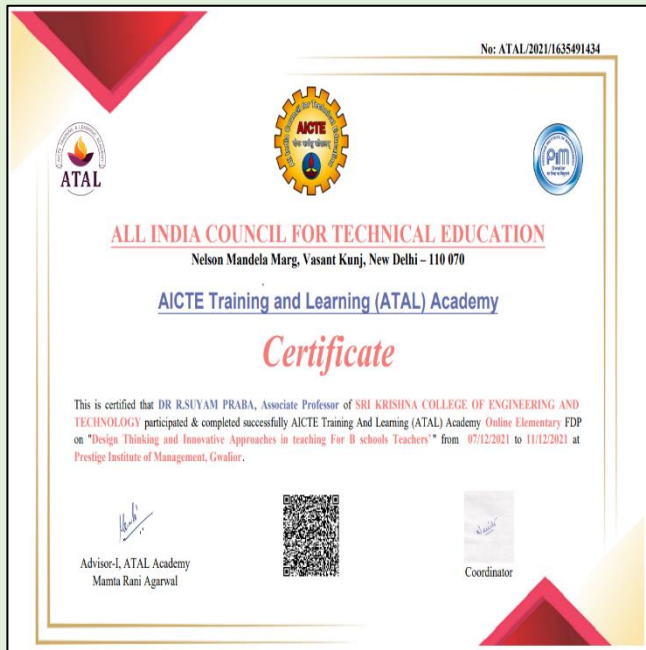 No: ATAL/2021/1635491434
AICTE
ATAL
PIM
ALL INDIA COUNCIL FOR TECHNICAL EDUCATION
Nelson Mandela Marg, Vasant Kunj, New Delhi – 110 070
AICTE Training and Learning (ATAL) Academy
Certificate
This is certified that DR R.SUYAM PRABA, Associate Professor of SRI KRISHNA COLLEGE OF ENGINEERING AND
TECHNOLOGY participated & completed successfully AICTE Training And Learning (ATAL) Academy Online Elementary FDP
on "Design Thinking and Innovative Approaches in teaching For B schools Teachers'" from 07/12/2021 to 11/12/2021 at
Prestige Institute of Management, Gwalior.
Advisor-I, ATAL Academy
Mamta Rani Agarwal
Coordinator